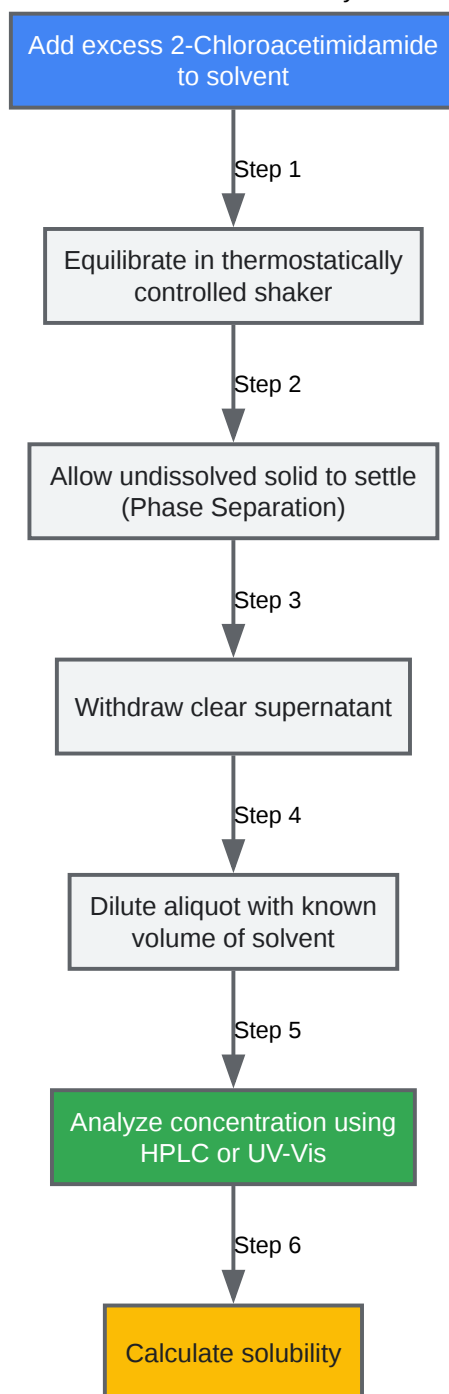 Add excess 2-Chloroacetimidamide
to solvent
Step 1
Equilibrate in thermostatically
controlled shaker
Step 2
Allow undissolved solid to settle
(Phase Separation)
Step 3
Withdraw clear supernatant
Step 4
Dilute aliquot with known
volume of solvent
Step 5
Analyze concentration using
HPLC or UV-Vis
Step 6
Calculate solubility